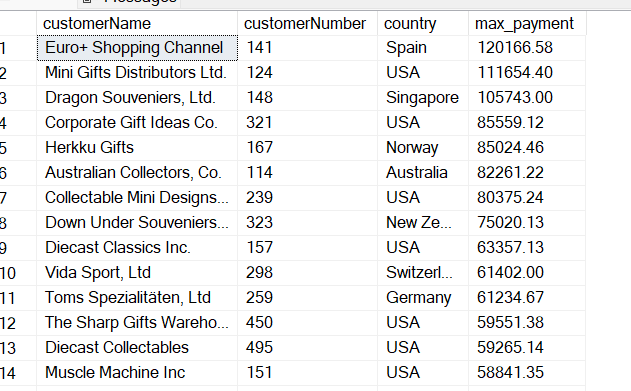 Messages
customerName customerNumber country max_payment
1 Euro+ Shopping Channel 141 Spain 120166.58
2 Mini Gifts Distributors Ltd. 124 USA 111654.40
3 Dragon Souveniers, Ltd. 148 Singapore 105743.00
4 Corporate Gift Ideas Co. 321 USA 85559.12
5 Herkku Gifts 167 Norway 85024.46
6 Australian Collectors, Co. 114 Australia 82261.22
7 Collectable Mini Designs... 239 USA 80375.24
8 Down Under Souveniers... 323 New Ze... 75020.13
9 Diecast Classics Inc. 157 USA 63357.13
10 Vida Sport, Ltd 298 Switzerl... 61402.00
11 Toms Spezialitäten, Ltd 259 Germany 61234.67
12 The Sharp Gifts Wareho... 450 USA 59551.38
13 Diecast Collectables 495 USA 59265.14
14 Muscle Machine Inc 151 USA 58841.35